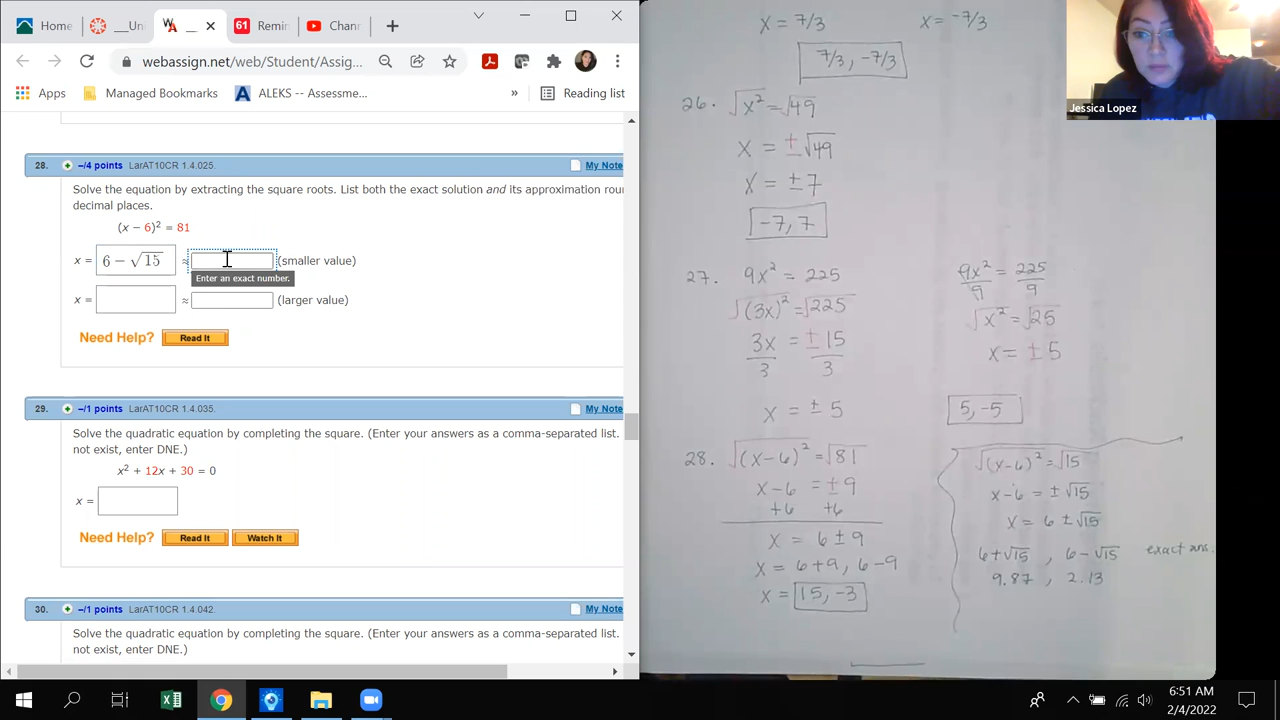 Home
__Un
__
61
Remin
Chann
webassign.net/web/Student/Assig...
Apps
Managed Bookmarks
ALEKS -- Assessme...
»
Reading list
28.
–/4 points
LarAT10CR 1.4.025.
My Note
Solve the equation by extracting the square roots. List both the exact solution and its approximation roun
decimal places.
(x − 6)² = 81
x = 6 − √15 ≈ (smaller value)
Enter an exact number.
x = ≈ (larger value)
Need Help? Read It
29.
–/1 points
LarAT10CR 1.4.035.
My Note
Solve the quadratic equation by completing the square. (Enter your answers as a comma-separated list.
not exist, enter DNE.)
x² + 12x + 30 = 0
x =
Need Help? Read It Watch It
30.
–/1 points
LarAT10CR 1.4.042.
My Note
Solve the quadratic equation by completing the square. (Enter your answers as a comma-separated list.
not exist, enter DNE.)
x = 7/3 x = -7/3
7/3, -7/3
26. √x² = √49
x = ± √49
x = ± 7
-7, 7
27. 9x² = 225
√(3x)² = √225
3x/3 = ± 15/3
x = ± 5
9x²/9 = 225/9
√x² = √25
x = ± 5
5, -5
28. √(x-6)² = √81
x-6 = ± 9
+6 +6
x = 6 ± 9
x = 6+9, 6-9
x = 15, -3
√(x-6)² = √15
x-6 = ± √15
x = 6 ± √15
6+√15 , 6-√15 exact ans.
9.87 , 2.13
Jessica Lopez
6:51 AM
2/4/2022